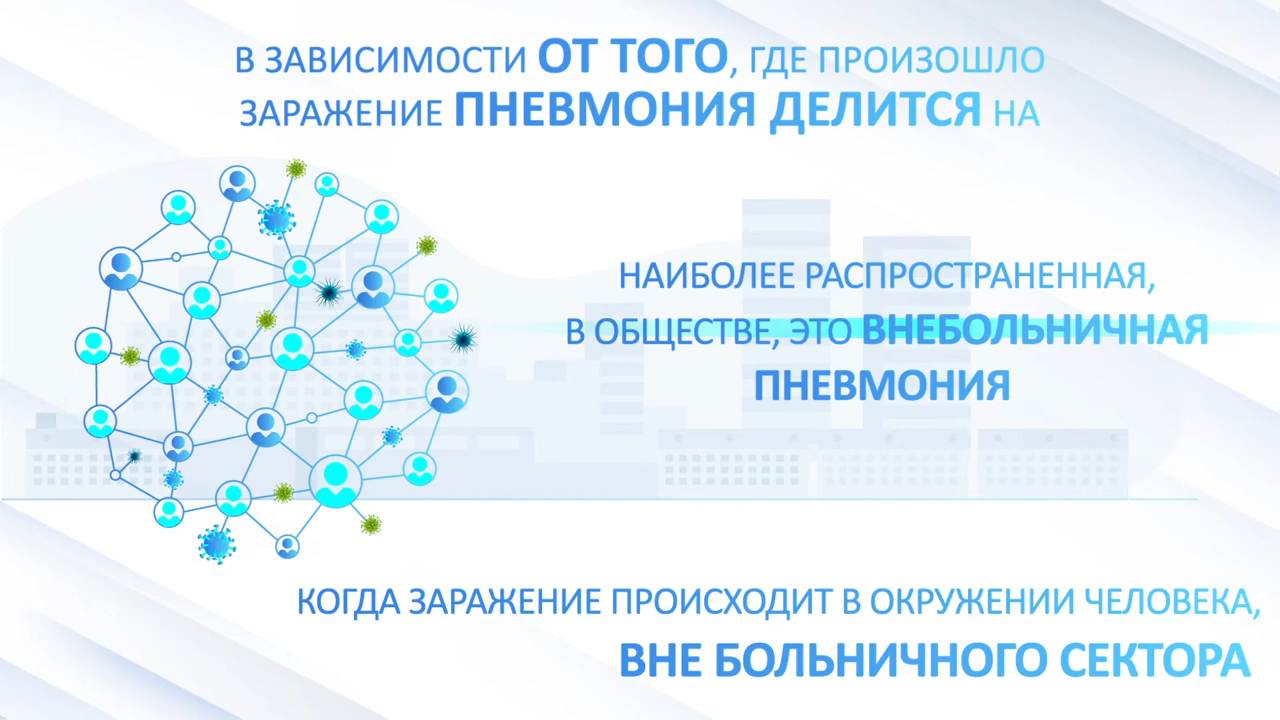 В ЗАВИСИМОСТИ ОТ ТОГО, ГДЕ ПРОИЗОШЛО
ЗАРАЖЕНИЕ ПНЕВМОНИЯ ДЕЛИТСЯ НА
НАИБОЛЕЕ РАСПРОСТРАНЕННАЯ,
В ОБЩЕСТВЕ, ЭТО ВНЕБОЛЬНИЧНАЯ
ПНЕВМОНИЯ
КОГДА ЗАРАЖЕНИЕ ПРОИСХОДИТ В ОКРУЖЕНИИ ЧЕЛОВЕКА,
ВНЕ БОЛЬНИЧНОГО СЕКТОРА